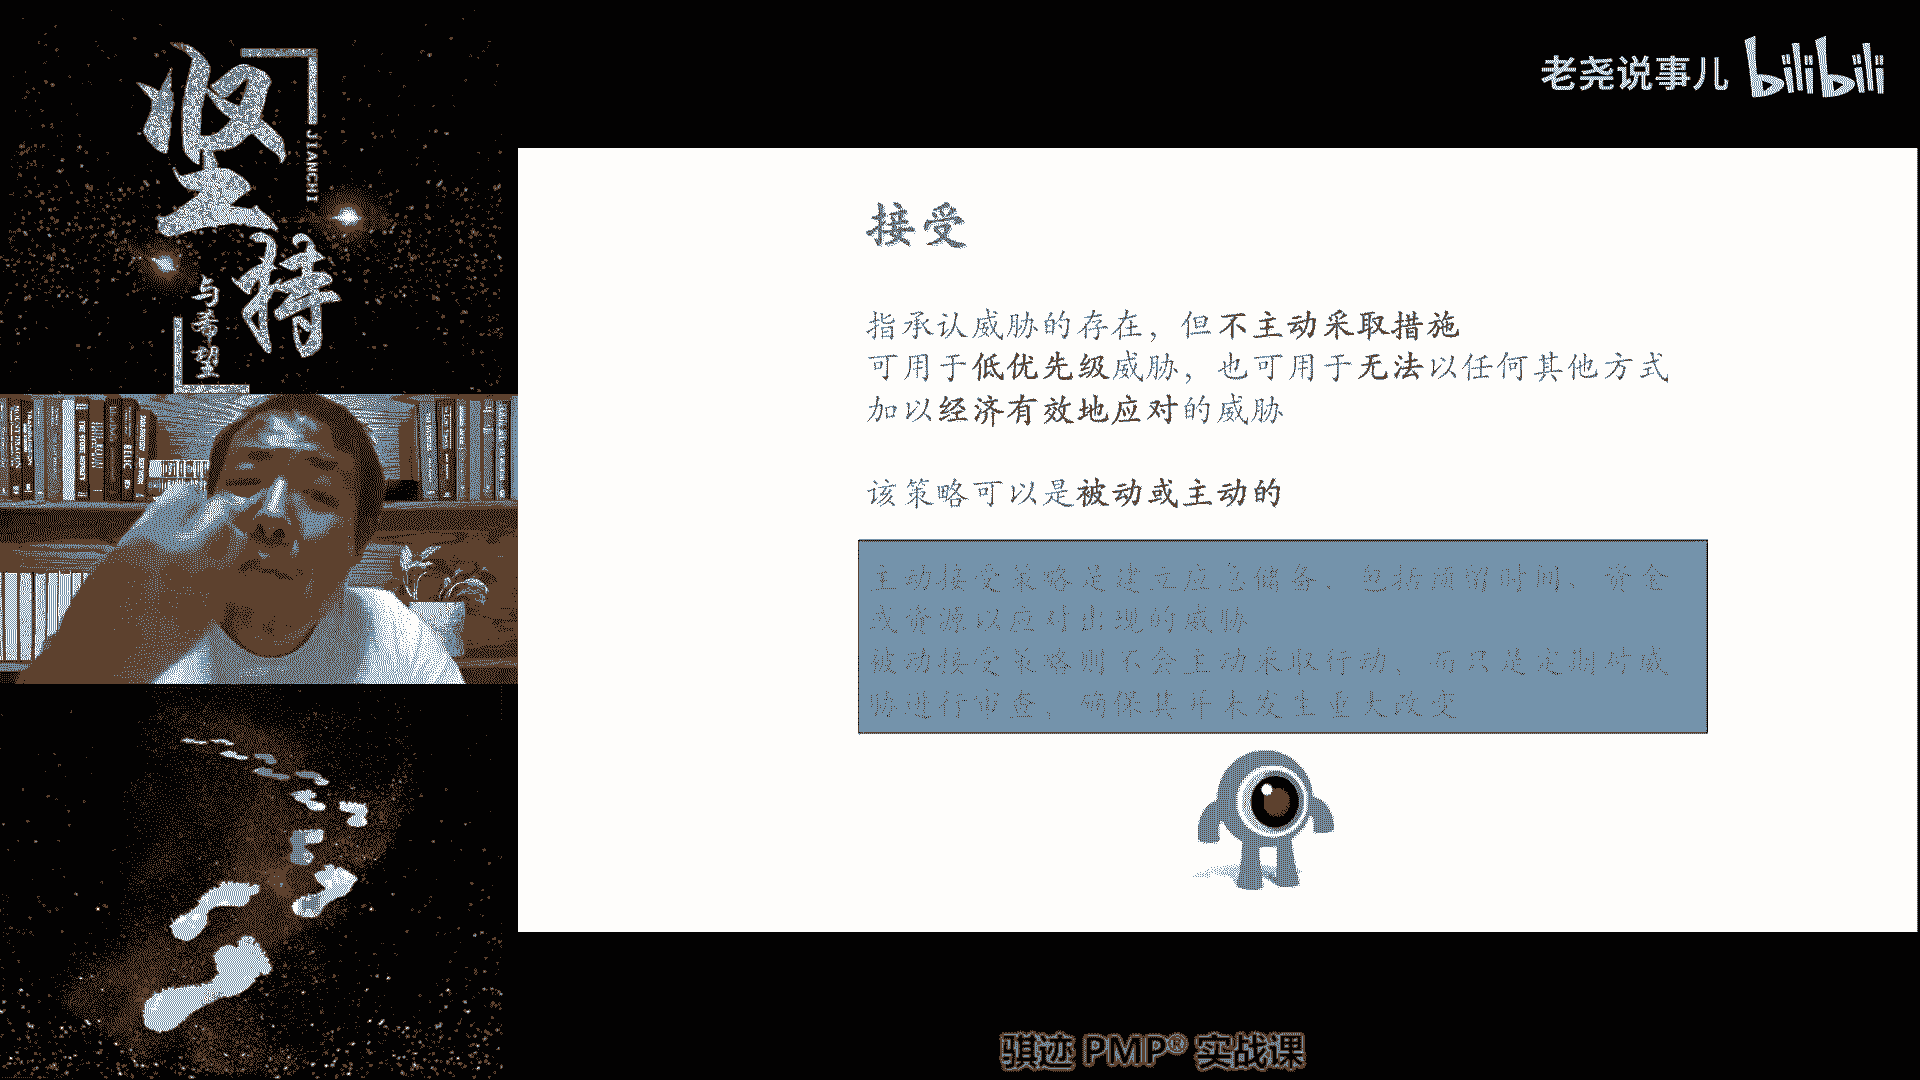 坚持
JIANCHI
与希望
老尧说事儿 bilibili
接受
指承认威胁的存在，但不主动采取措施
可用于低优先级威胁，也可用于无法以任何其他方式
加以经济有效地应对的威胁
该策略可以是被动或主动的
主动接受策略是建立应急储备，包括预留时间、资金
或资源以应对出现的威胁
被动接受策略则不会主动采取行动，而只是定期对威
胁进行审查，确保其并未发生重大改变
骐迹 PMP® 实战课